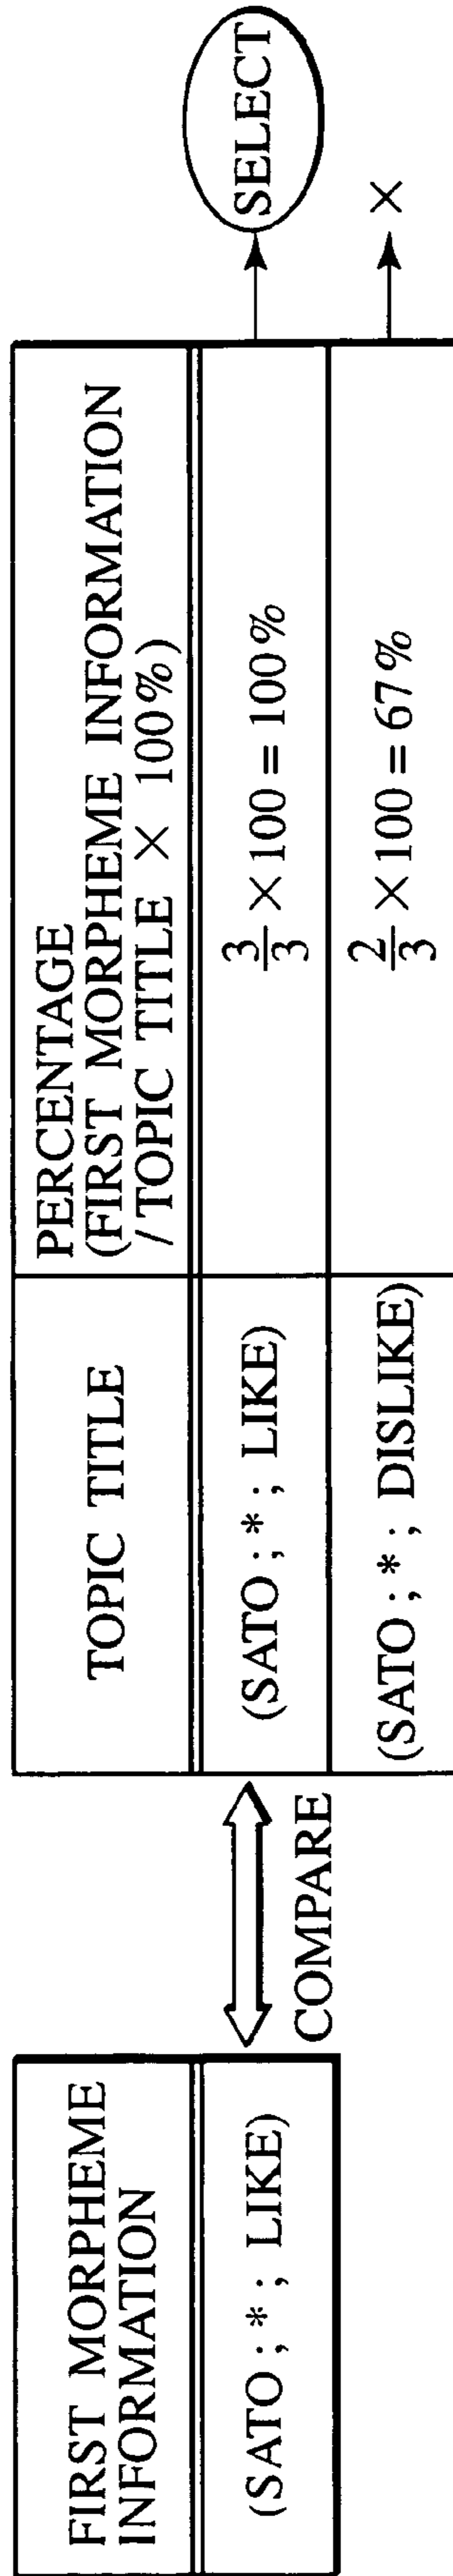 FIRST MORPHEME
INFORMATION
(SATO ; * ; LIKE)
COMPARE
TOPIC TITLE
PERCENTAGE
(FIRST MORPHEME INFORMATION
/ TOPIC TITLE × 100%)
(SATO ; * ; LIKE)
3/3 × 100 = 100%
SELECT
(SATO ; * ; DISLIKE)
2/3 × 100 = 67%
×